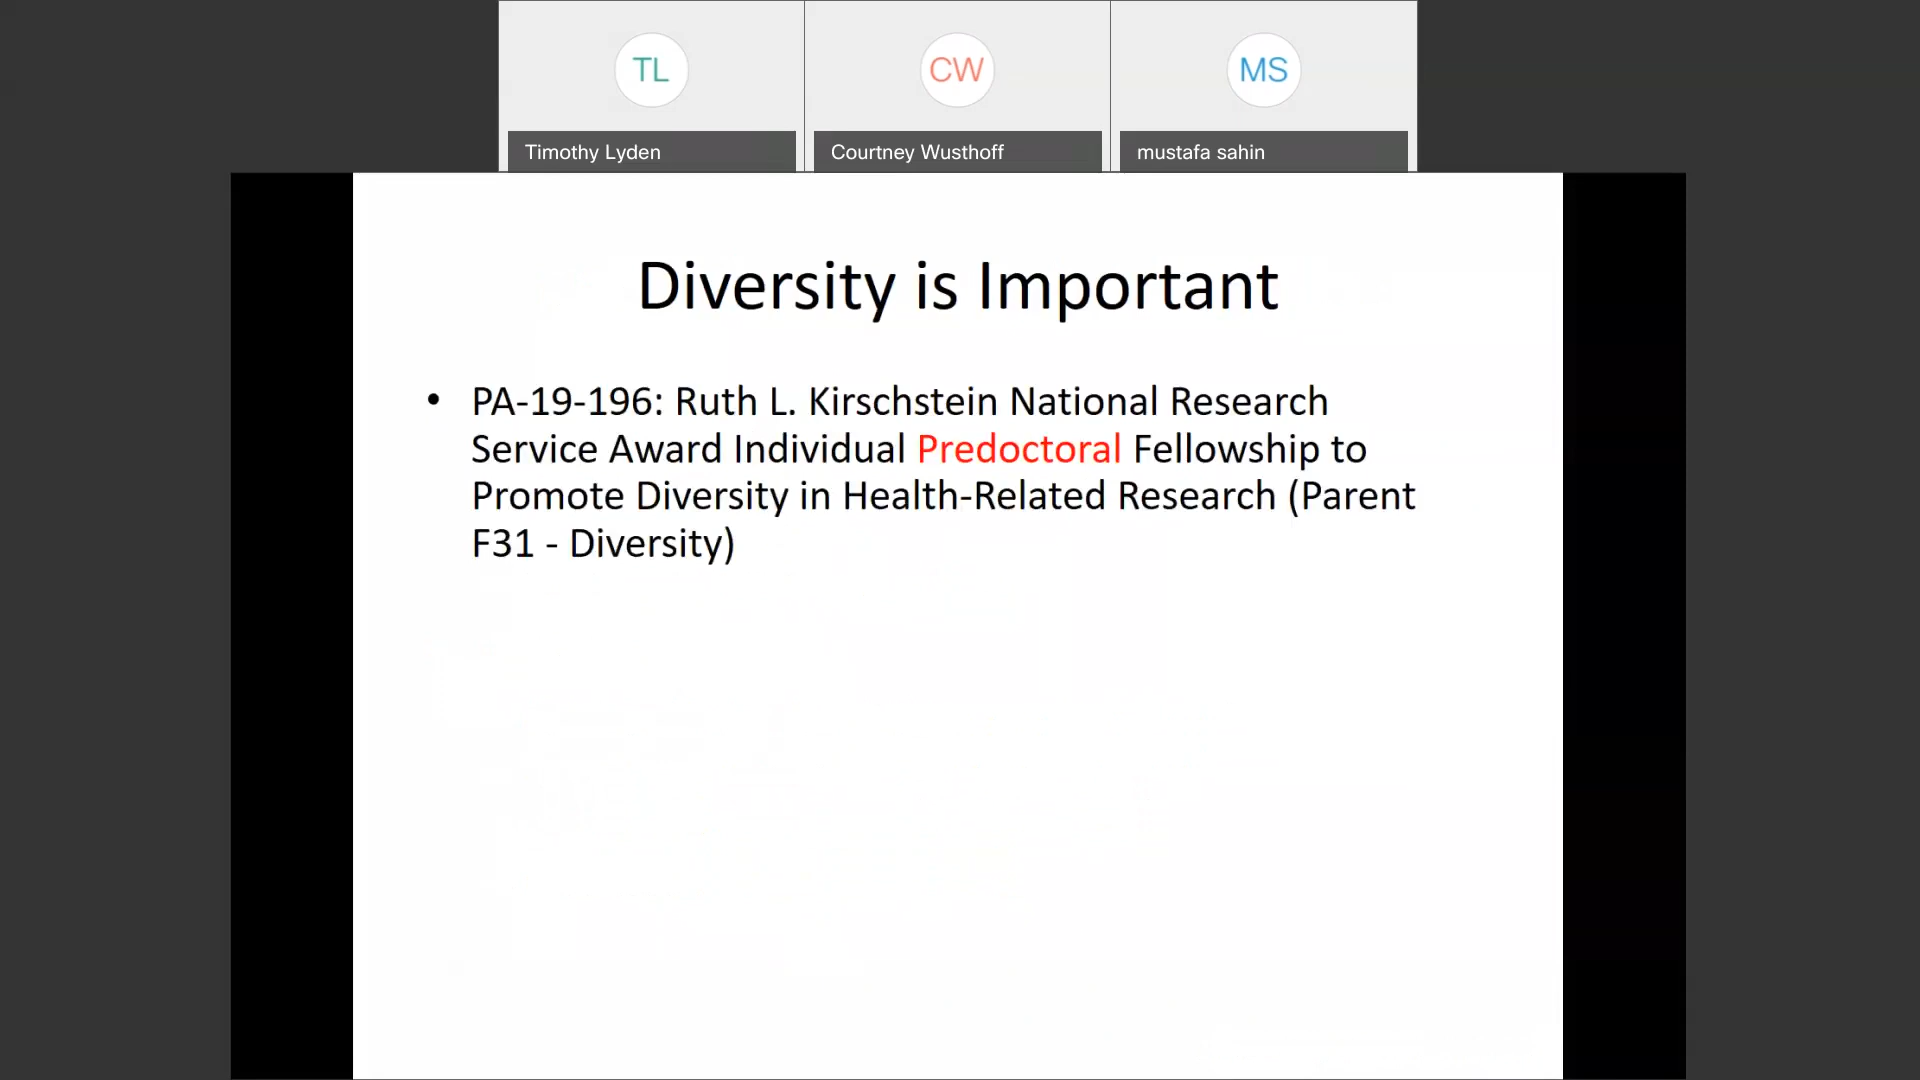 TL
CW
MS
Timothy Lyden
Courtney Wusthoff
mustafa sahin
Diversity is Important
• PA-19-196: Ruth L. Kirschstein National Research
Service Award Individual Predoctoral Fellowship to
Promote Diversity in Health-Related Research (Parent
F31 - Diversity)